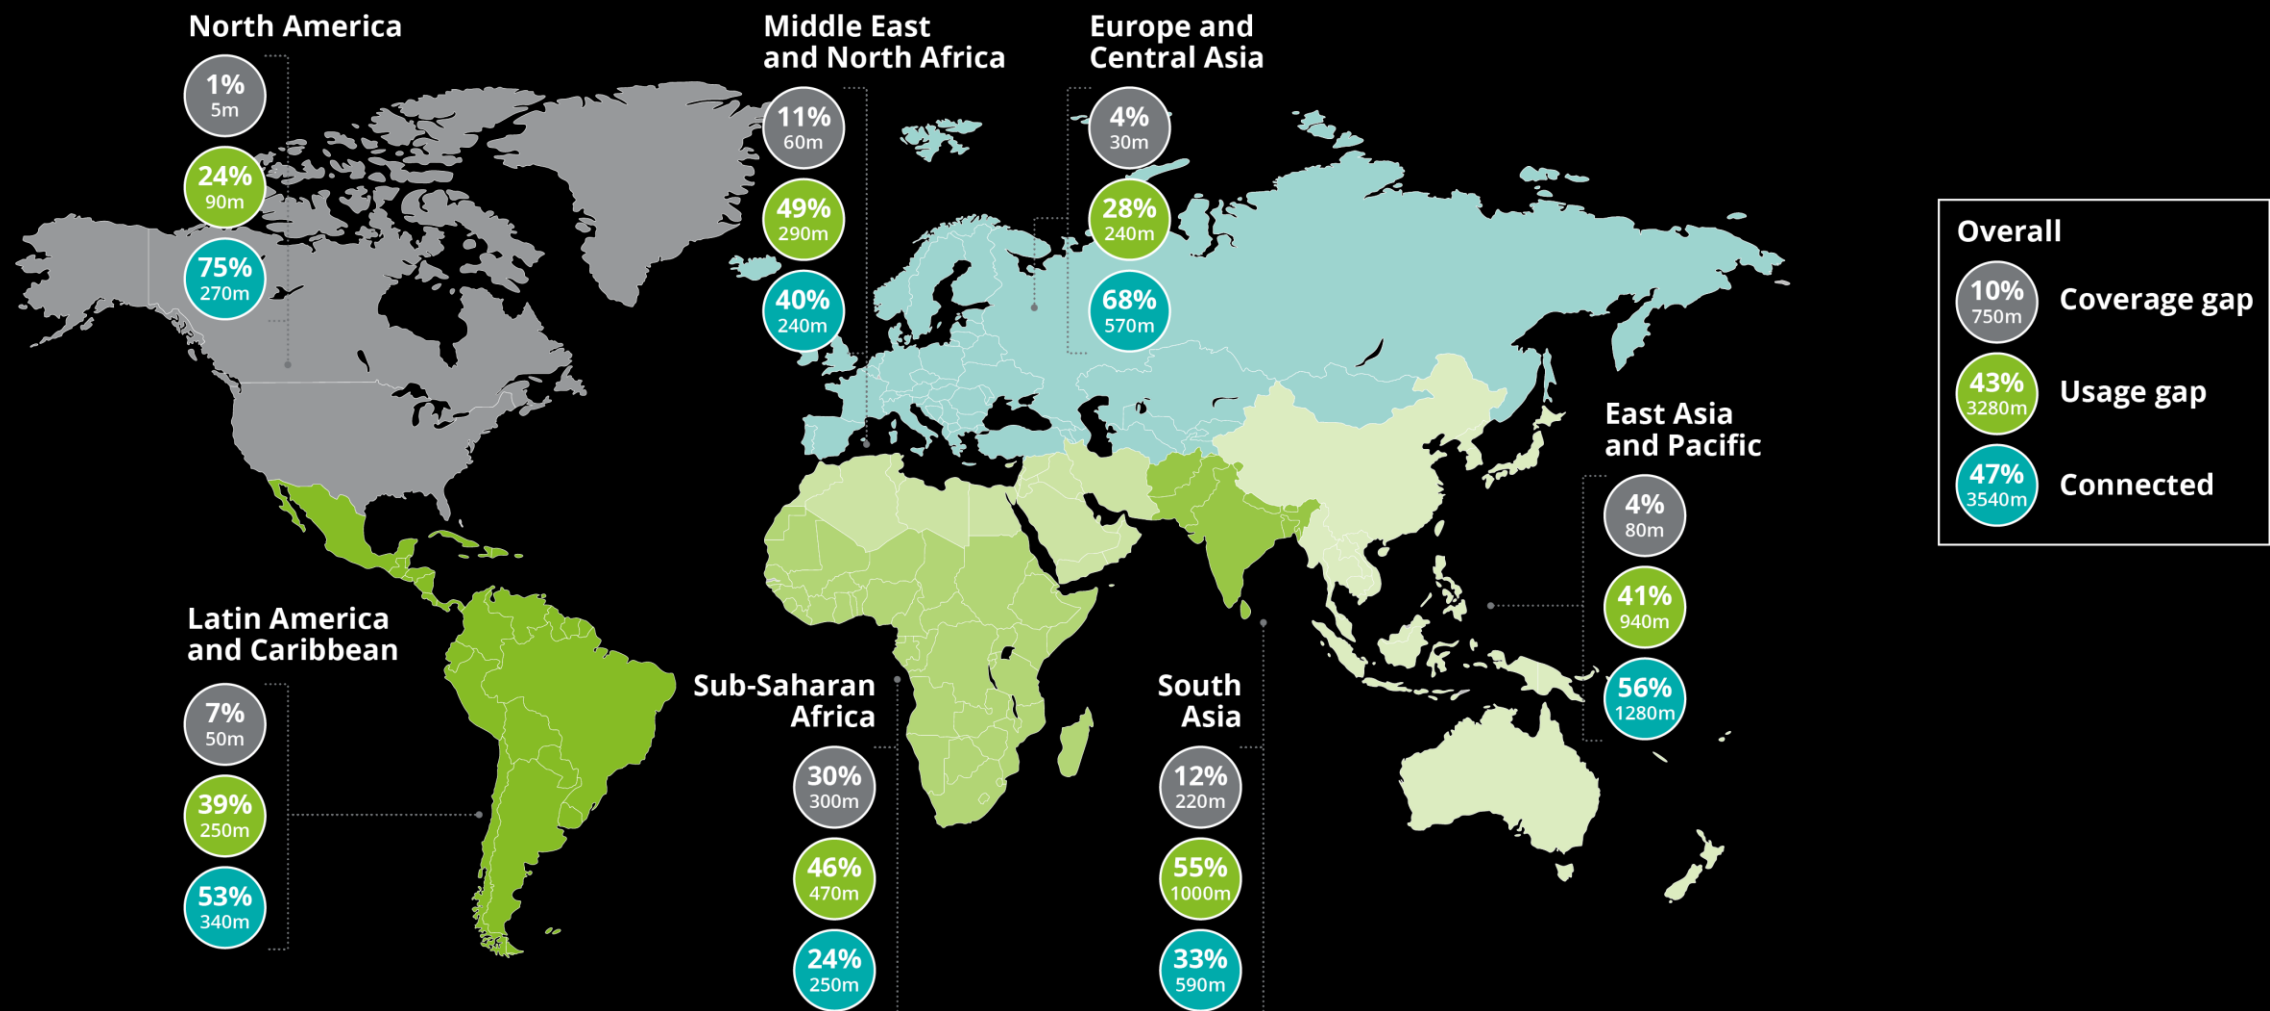 North America
1%
5m
24%
90m
75%
270m
Middle East
and North Africa
11%
60m
49%
290m
40%
240m
Europe and
Central Asia
4%
30m
28%
240m
68%
570m
Overall
10%
750m
Coverage gap
43%
3280m
Usage gap
47%
3540m
Connected
East Asia
and Pacific
4%
80m
41%
940m
56%
1280m
Latin America
and Caribbean
7%
50m
39%
250m
53%
340m
Sub-Saharan
Africa
30%
300m
46%
470m
24%
250m
South
Asia
12%
220m
55%
1000m
33%
590m